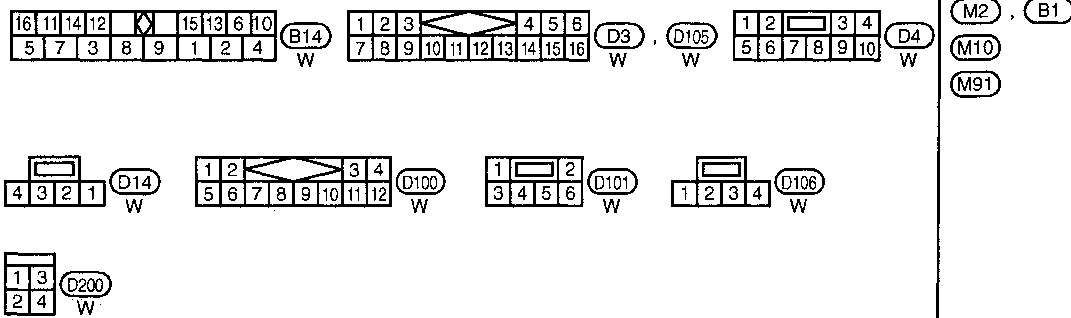 16 11 14 12 15 13 6 10
5 7 3 8 9 1 2 4
B14
W
1 2 3 4 5 6
7 8 9 10 11 12 13 14 15 16
D3 , D105
W W
1 2 3 4
5 6 7 8 9 10
D4
W
M2 , B1
M10
M91
4 3 2 1
D14
W
1 2 3 4
5 6 7 8 9 10 11 12
D100
W
1 2
3 4 5 6
D101
W
1 2 3 4
D106
W
1 3
2 4
D200
W